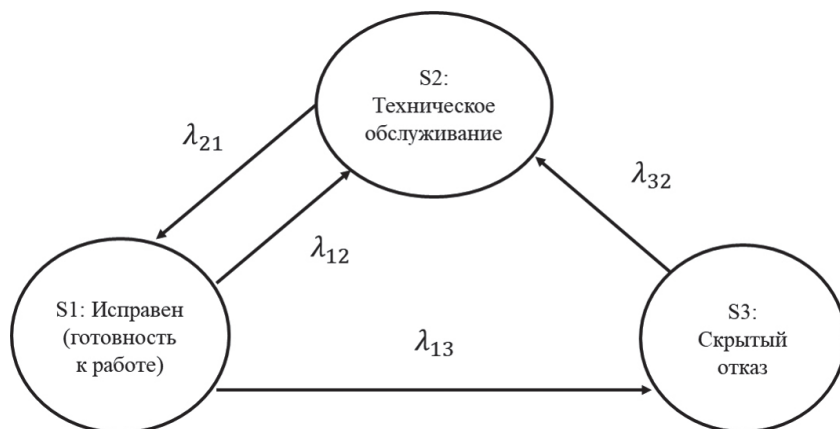 S2:
Техническое
обслуживание
λ21
λ32
λ12
S1: Исправен
(готовность
к работе)
λ13
S3:
Скрытый
отказ